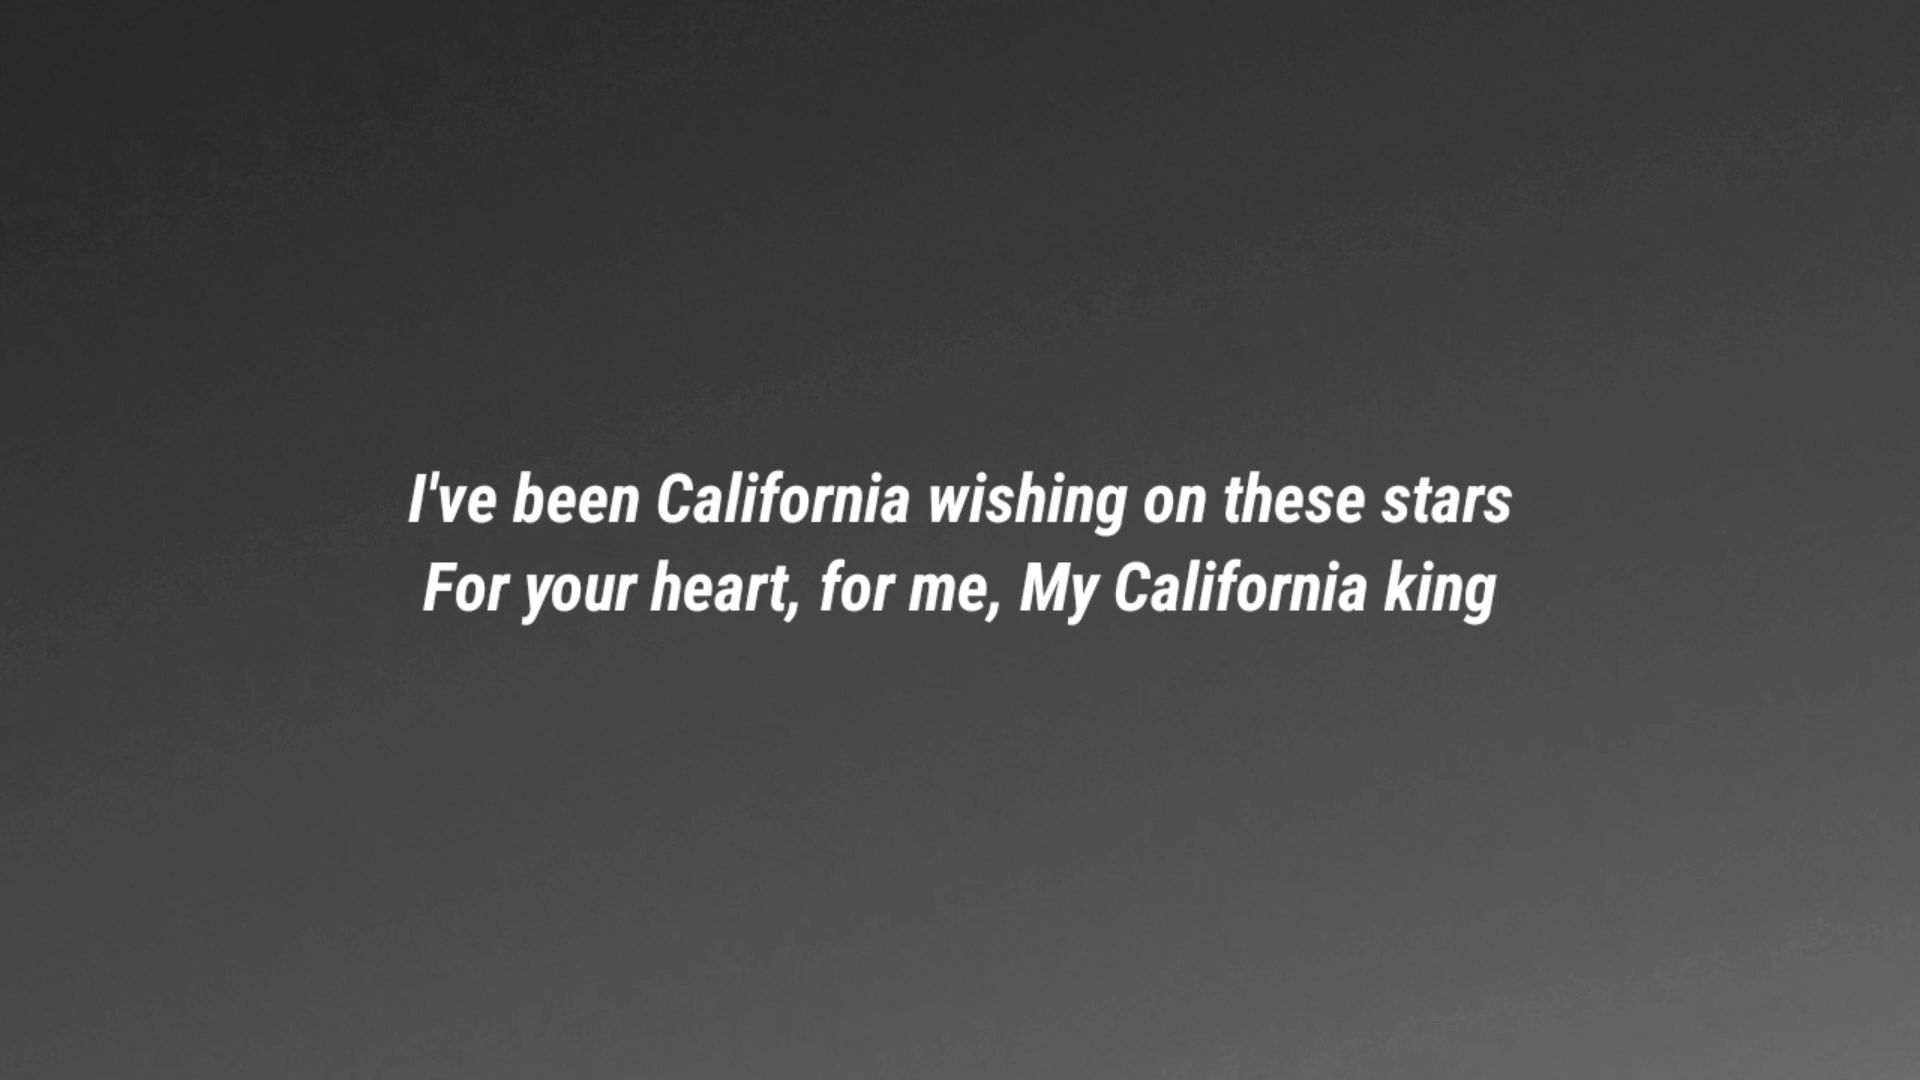 I've been California wishing on these stars
For your heart, for me, My California king